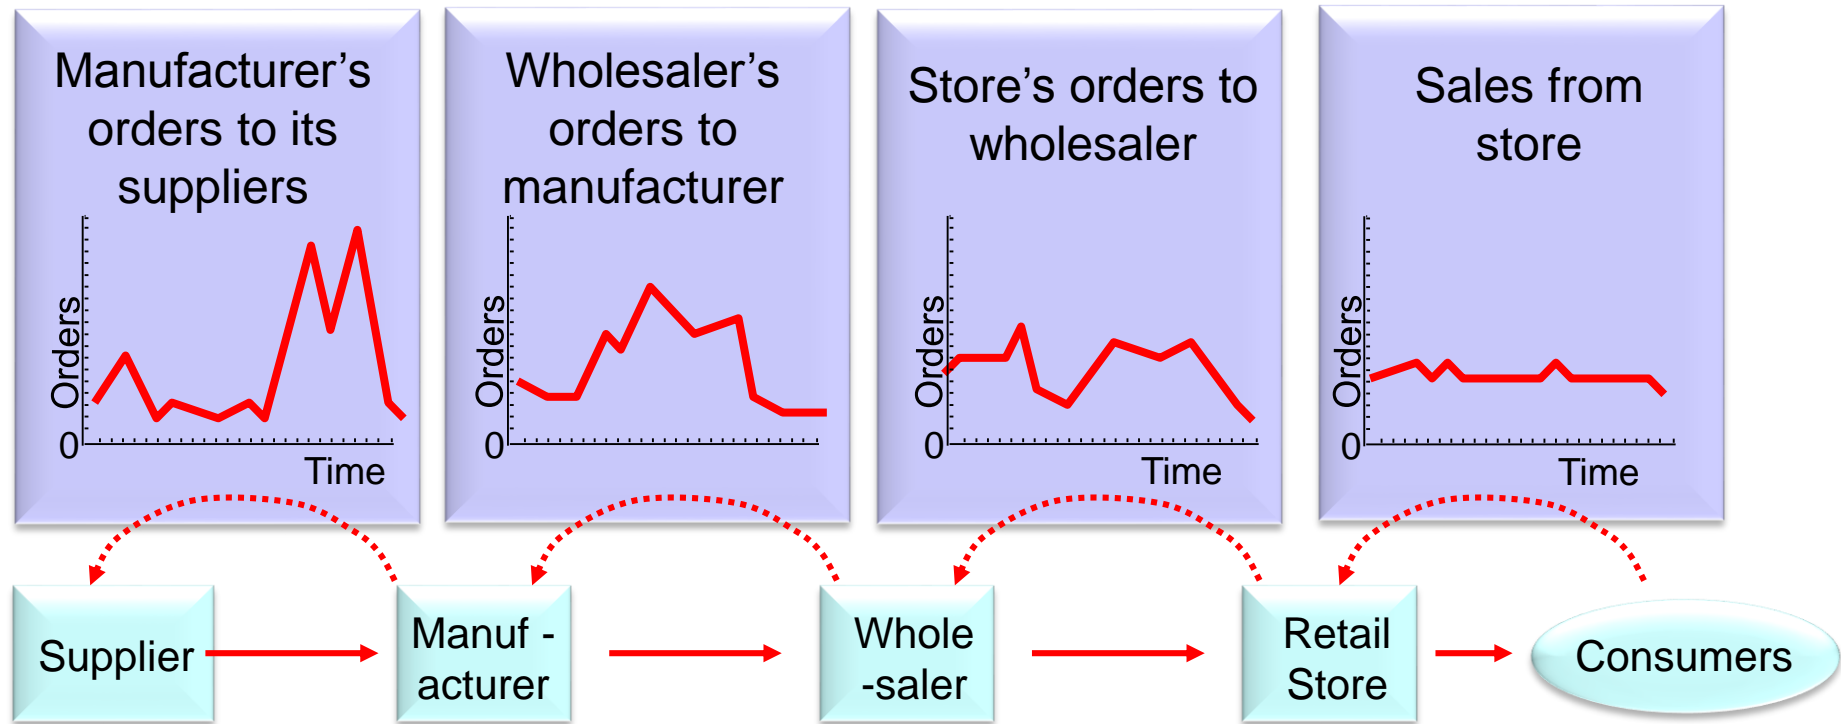 Manufacturer’s
orders to its
suppliers
Orders
0
Time
Wholesaler’s
orders to
manufacturer
Orders
0
Store’s orders to
wholesaler
Orders
0
Time
Sales from
store
Orders
0
Time
Supplier
Manuf -
acturer
Whole
-saler
Retail
Store
Consumers